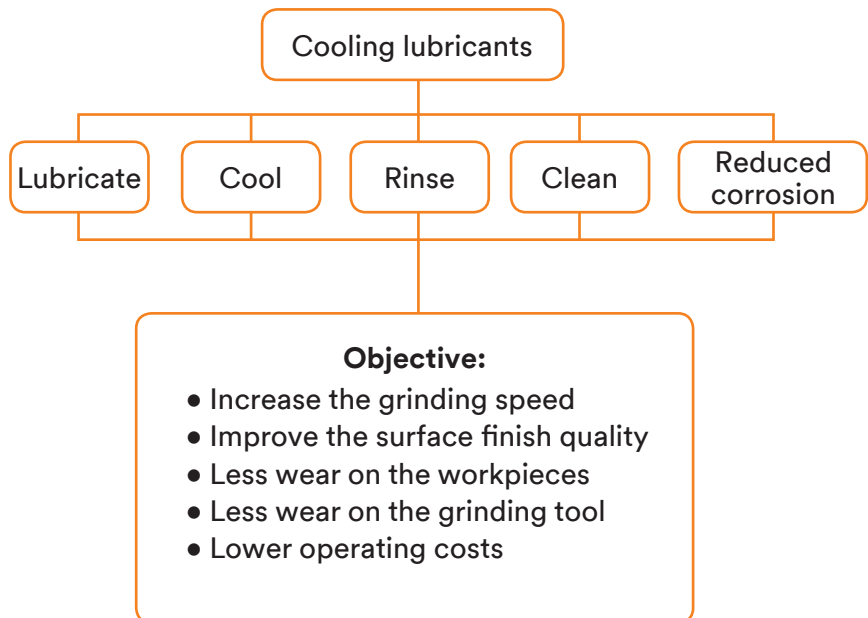 Cooling lubricants
Lubricate
Cool
Rinse
Clean
Reduced
corrosion
Objective:
● Increase the grinding speed
● Improve the surface finish quality
● Less wear on the workpieces
● Less wear on the grinding tool
● Lower operating costs